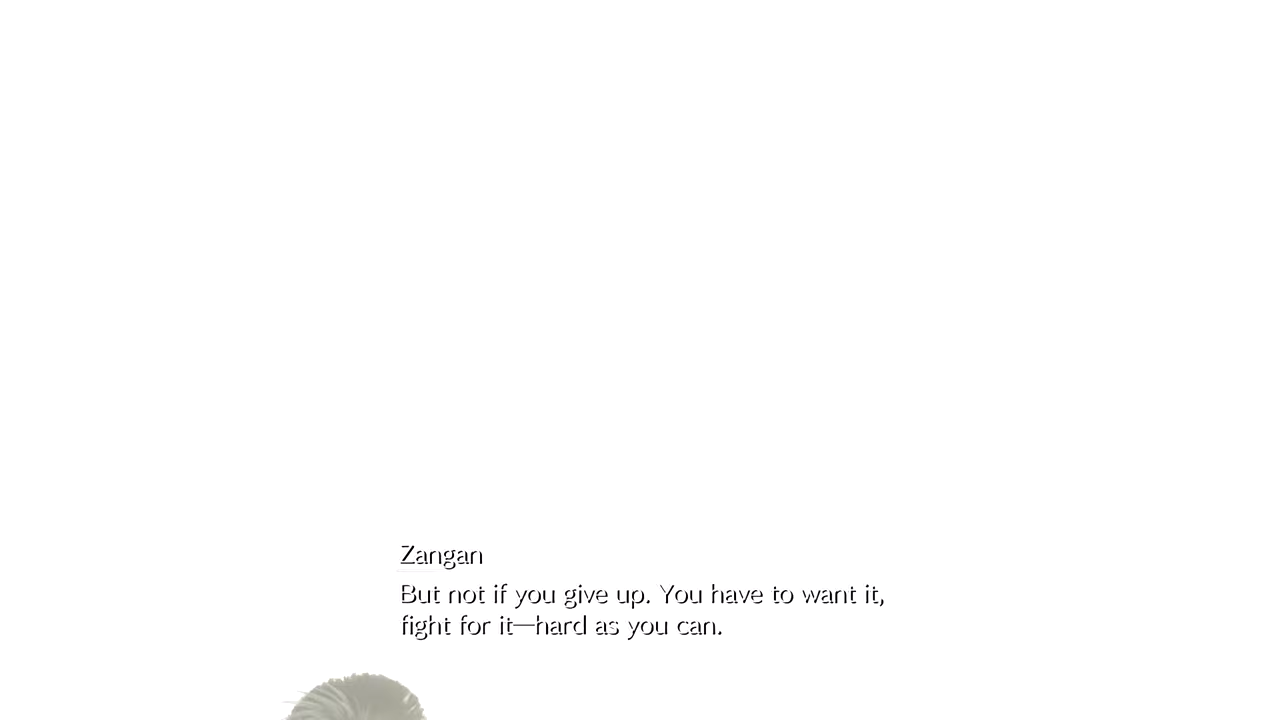 Zangan
But not if you give up. You have to want it,
fight for it—hard as you can.